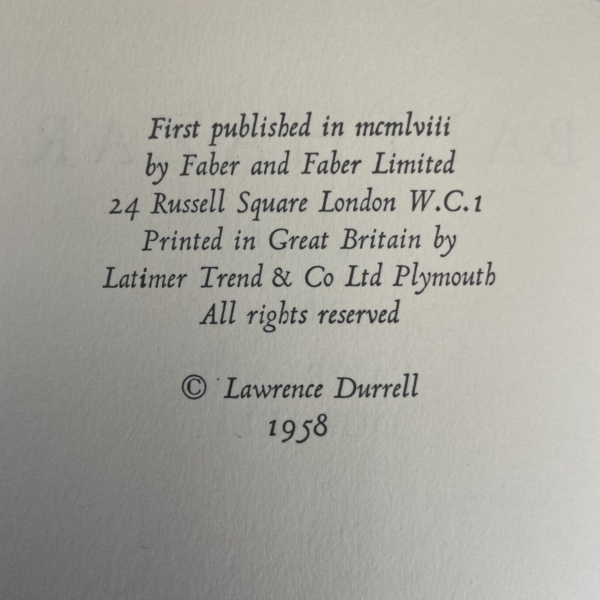 First published in mcmlviii
by Faber and Faber Limited
24 Russell Square London W.C.1
Printed in Great Britain by
Latimer Trend & Co Ltd Plymouth
All rights reserved
© Lawrence Durrell
1958